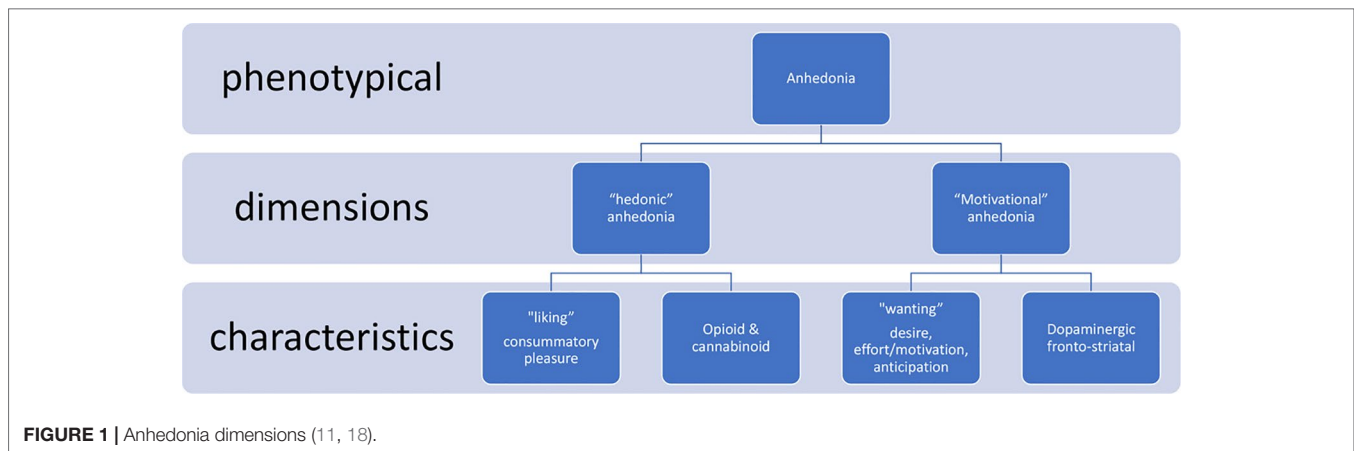 phenotypical
Anhedonia
dimensions
“hedonic”
anhedonia
“Motivational”
anhedonia
characteristics
"liking”
consummatory
pleasure
Opioid &
cannabinoid
"wanting”
desire,
effort/motivation,
anticipation
Dopaminergic
fronto-striatal
FIGURE 1 | Anhedonia dimensions (11, 18).